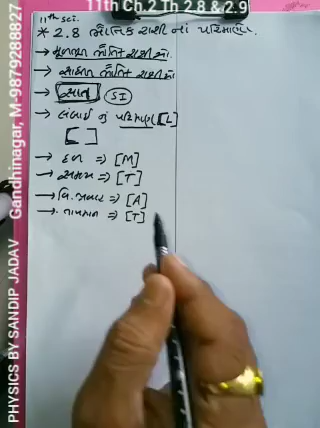 11th Ch.2 Th 2.8 & 2.9
11th sci.
* 2.8 ભૌતિક રાશી નાં પરિમાણો.
→ મૂળભૂત ભૌતિક રાશી ઓ.
→ સાધિત ભૌતિક રાશી ઓ
→ સાત SI
→ લંબાઈ નું પરિમાણ [L]
[ ]
→ દળ ⇒ [M]
→ સમય ⇒ [T]
→ વિ. પ્રવાહ ⇒ [A]
→ તાપમાન ⇒ [T]
PHYSICS BY SANDIP JADAV Gandhinagar, M-9879288827